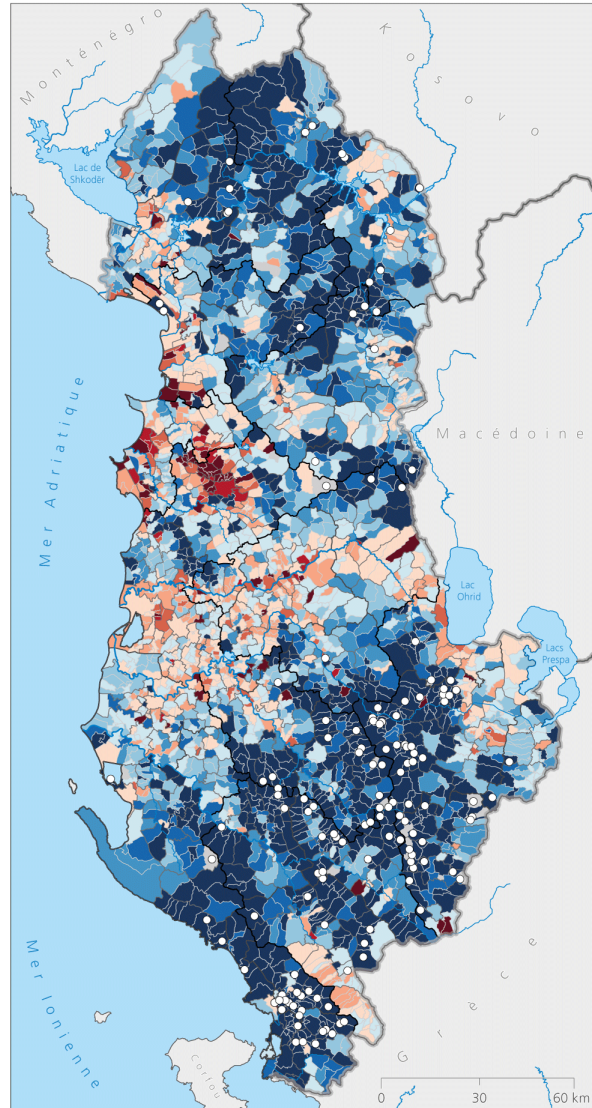 Monténégro
Kosovo
Lac de
Shkodër
Mer Adriatique
Macédoine
Lac
Ohrid
Lacs
Prespa
Mer Ionienne
Corfou
Grèce
0 30 60 km